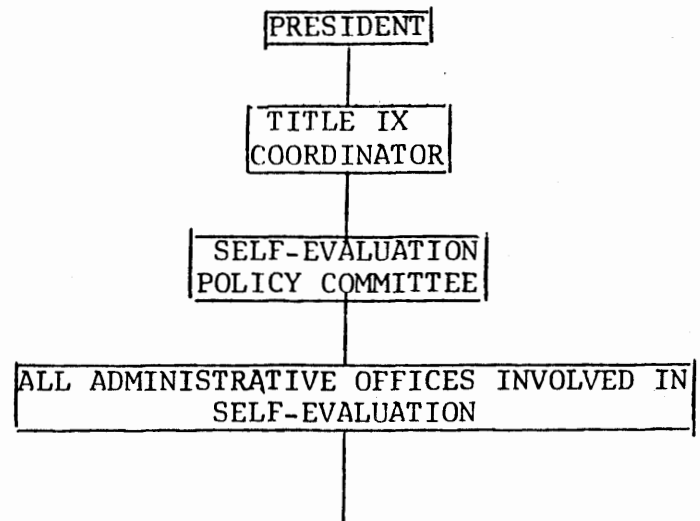 PRESIDENT
TITLE IX
COORDINATOR
SELF-EVALUATION
POLICY COMMITTEE
ALL ADMINISTRATIVE OFFICES INVOLVED IN
SELF-EVALUATION